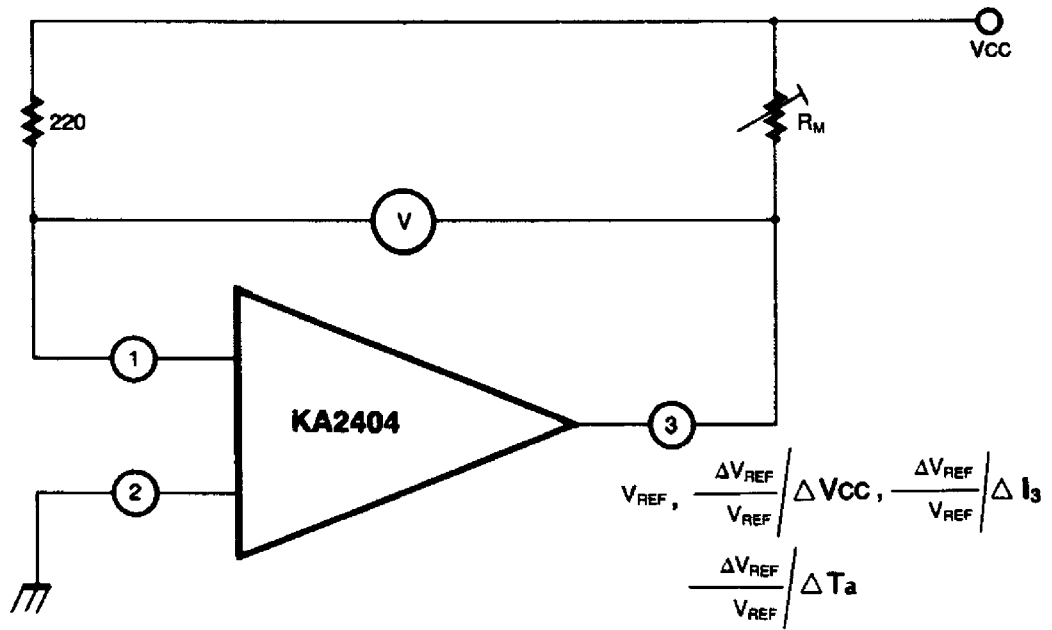 Vcc
220
RM
V
1
KA2404
3
2
VREF, ΔVREF/VREF / ΔVcc, ΔVREF/VREF / ΔI3
ΔVREF/VREF / ΔTa